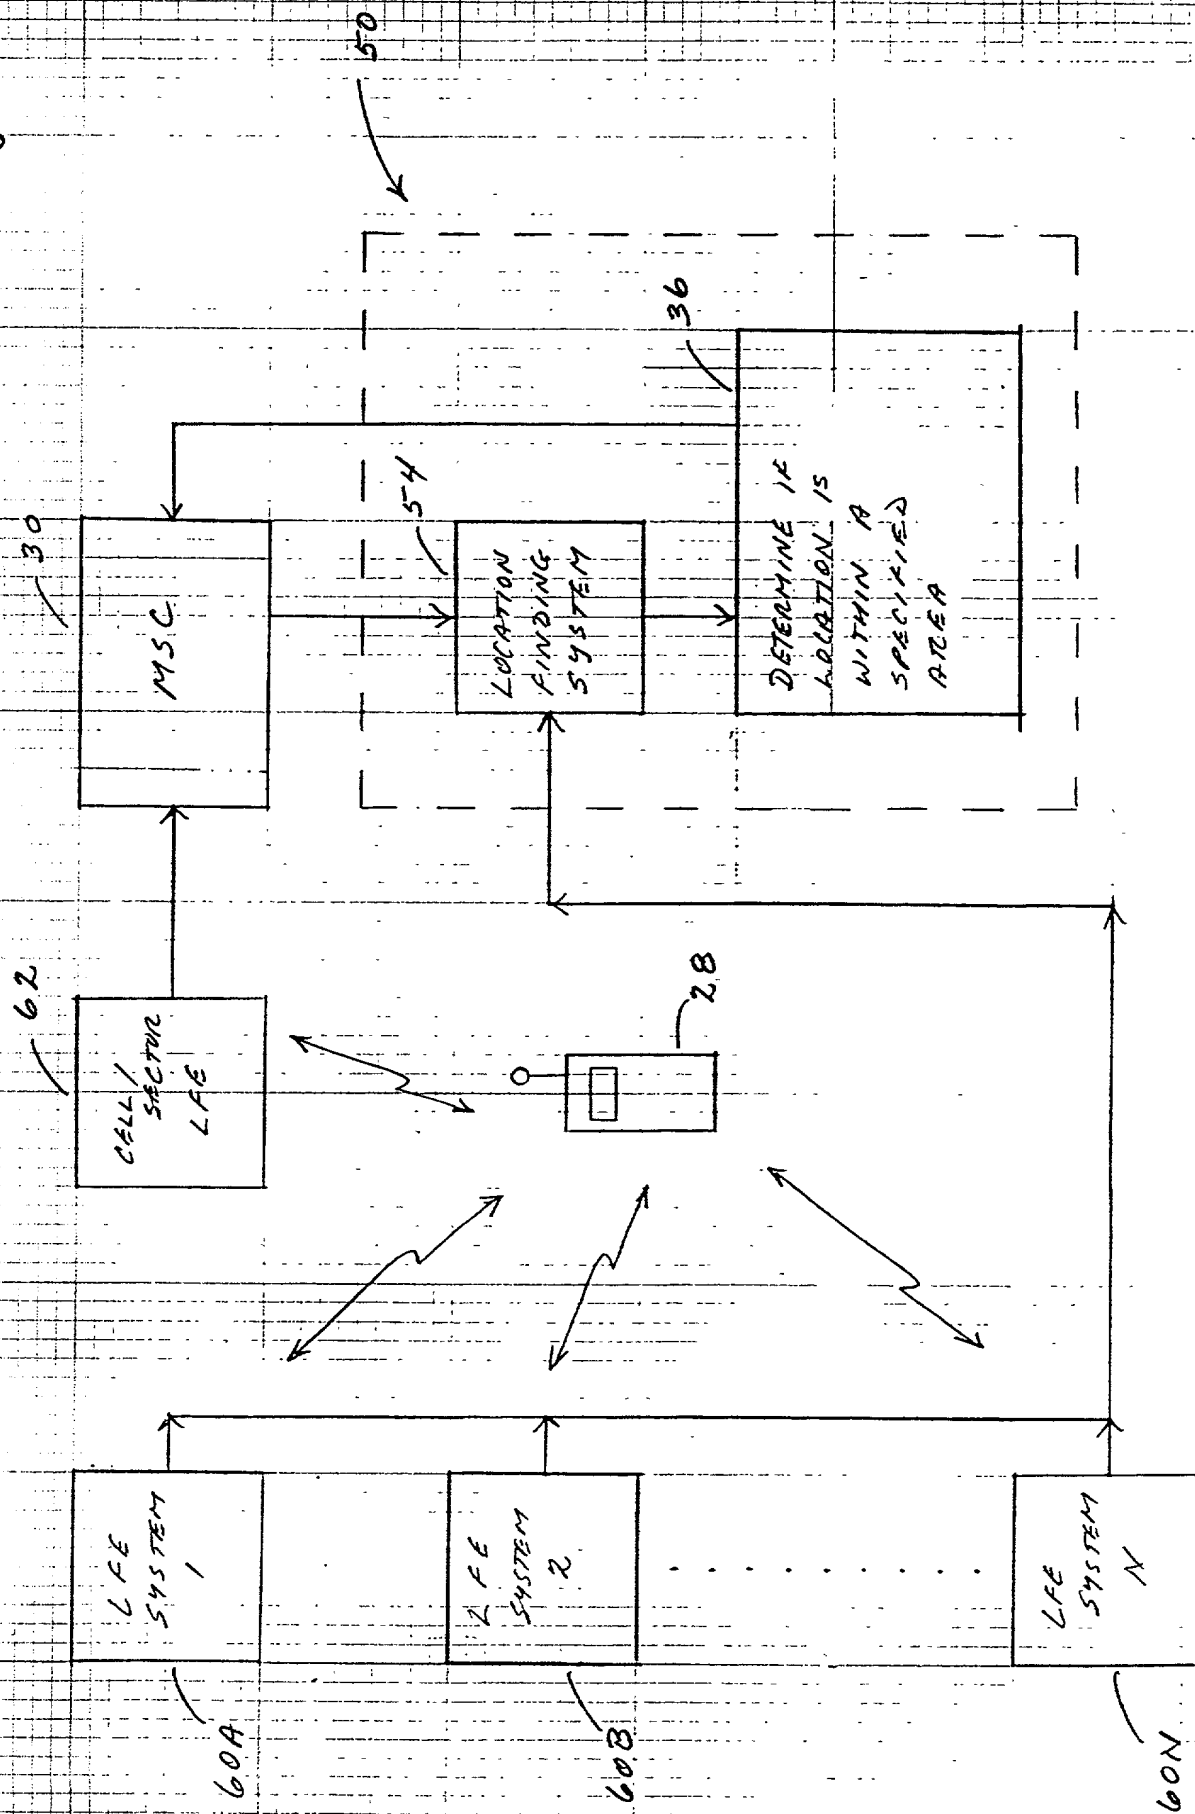 62
CELL/
SECTOR
LFE
30
MSC
50
54
LOCATION
FINDING
SYSTEM
36
DETERMINE IF
LOCATION IS
WITHIN A
SPECIFIED
AREA
28
LFE
SYSTEM
1
60A
LFE
SYSTEM
2
60B
LFE
SYSTEM
N
60N